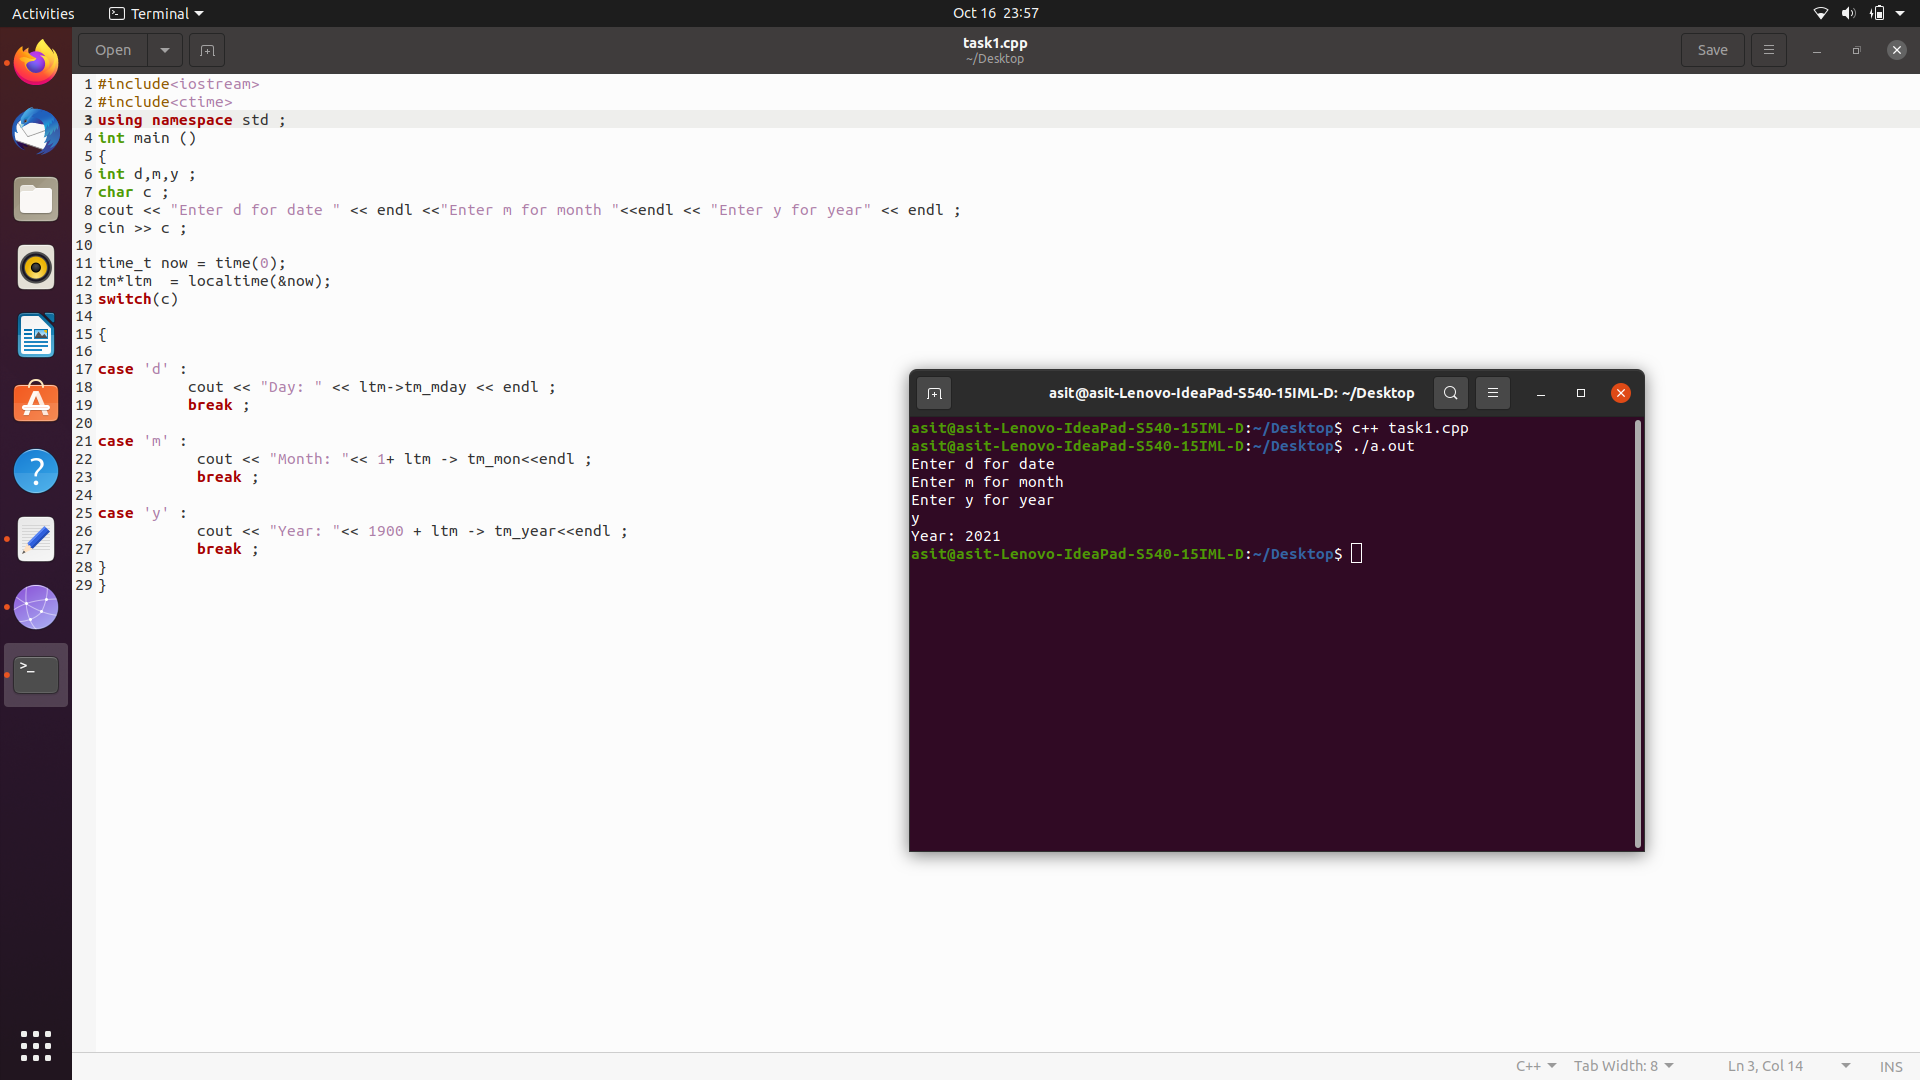 Activities
Terminal
Oct 16 23:57
Open
task1.cpp
~/Desktop
Save
1 #include<iostream>
2 #include<ctime>
3 using namespace std ;
4 int main ()
5 {
6 int d,m,y ;
7 char c ;
8 cout << "Enter d for date " << endl <<"Enter m for month "<<endl << "Enter y for year" << endl ;
9 cin >> c ;
10
11 time_t now = time(0);
12 tm*ltm  = localtime(&now);
13 switch(c)
14
15 {
16
17 case 'd' :
18           cout << "Day: " << ltm->tm_mday << endl ;
19           break ;
20
21 case 'm' :
22            cout << "Month: "<< 1+ ltm -> tm_mon<<endl ;
23            break ;
24
25 case 'y' :
26            cout << "Year: "<< 1900 + ltm -> tm_year<<endl ;
27            break ;
28 }
29 }
asit@asit-Lenovo-IdeaPad-S540-15IML-D: ~/Desktop
asit@asit-Lenovo-IdeaPad-S540-15IML-D:~/Desktop$ c++ task1.cpp
asit@asit-Lenovo-IdeaPad-S540-15IML-D:~/Desktop$ ./a.out
Enter d for date
Enter m for month
Enter y for year
y
Year: 2021
asit@asit-Lenovo-IdeaPad-S540-15IML-D:~/Desktop$
C++
Tab Width: 8
Ln 3, Col 14
INS